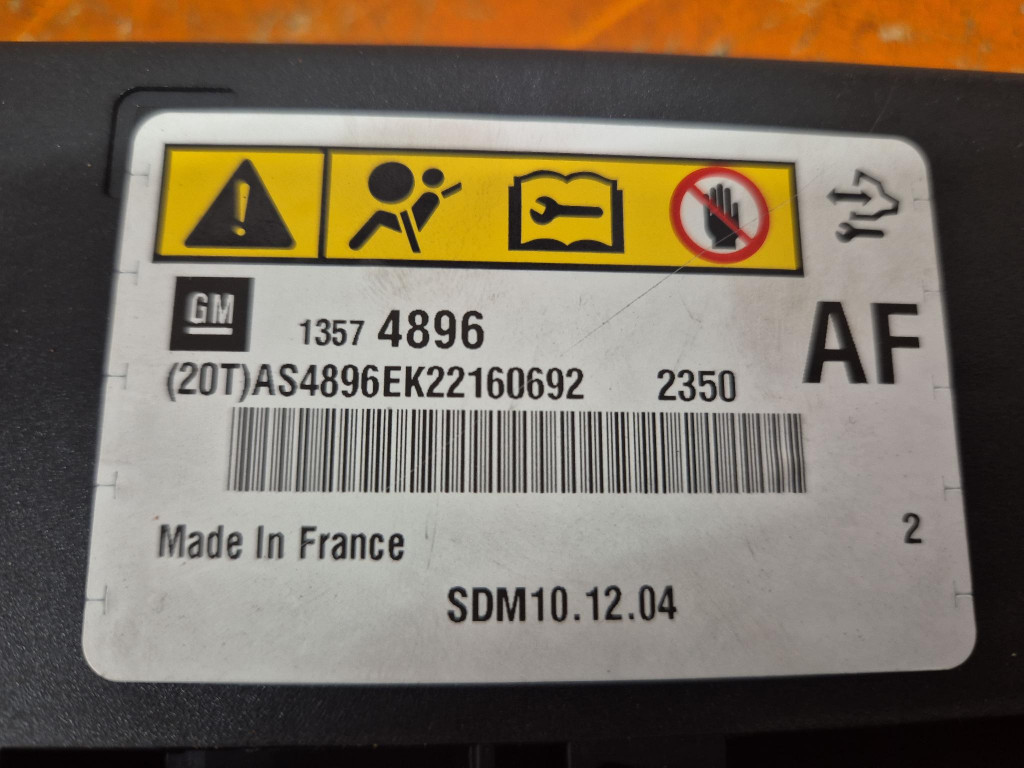 GM
1357 4896
AF
(20T)AS4896EK22160692 2350
Made In France
2
SDM10.12.04